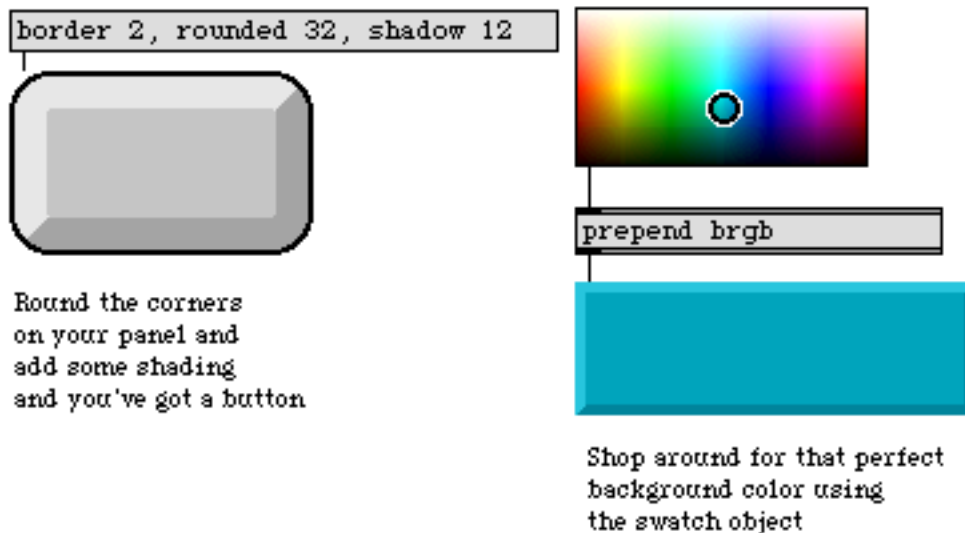 border 2, rounded 32, shadow 12
Round the corners
on your panel and
add some shading
and you've got a button
prepend brgb
Shop around for that perfect
background color using
the swatch object